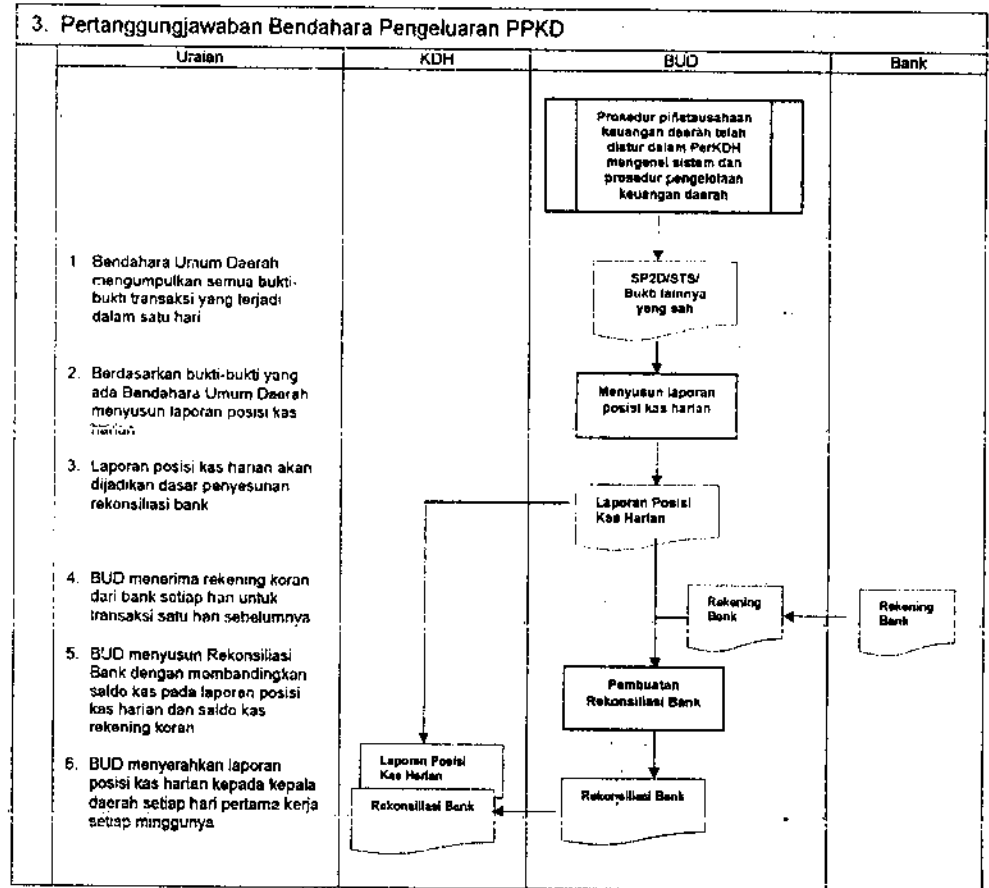 3. Pertanggungjawaban Bendahara Pengeluaran PPKD
Uraian KDH BUD Bank
Prosedur piñatausahaan
keuangan daerah telah
diatur dalam PerKDH
mengenai sistem dan
prosedur pengelolaan
keuangan daerah
1 Bendahara Umum Daerah
mengumpulkan semua bukti-
bukti transaksi yang terjadi
dalam satu hari
SP2D/STS/
Bukti lainnya
yang sah
2. Berdasarkan bukti-bukti yang
ada Bendahara Umum Daerah
menyusun laporan posisi kas
harian
Menyusun laporan
posisi kas harian
3. Laporan posisi kas harian akan
dijadikan dasar penyesunan
rekonsiliasi bank
Laporan Posisi
Kas Harian
4. BUD menerima rekening koran
dari bank setiap hari untuk
transaksi satu hari sebelumnya
Rekening
Bank
Rekening
Bank
5. BUD menyusun Rekonsiliasi
Bank dengan membandingkan
saldo kas pada laporan posisi
kas harian dan saldo kas
rekening koran
Pembuatan
Rekonsiliasi Bank
6. BUD menyerahkan laporan
posisi kas harian kepada kepala
daerah setiap hari pertama kerja
setiap minggunya
Laporan Posisi
Kas Harian
Rekonsiliasi Bank
Rekonsiliasi Bank